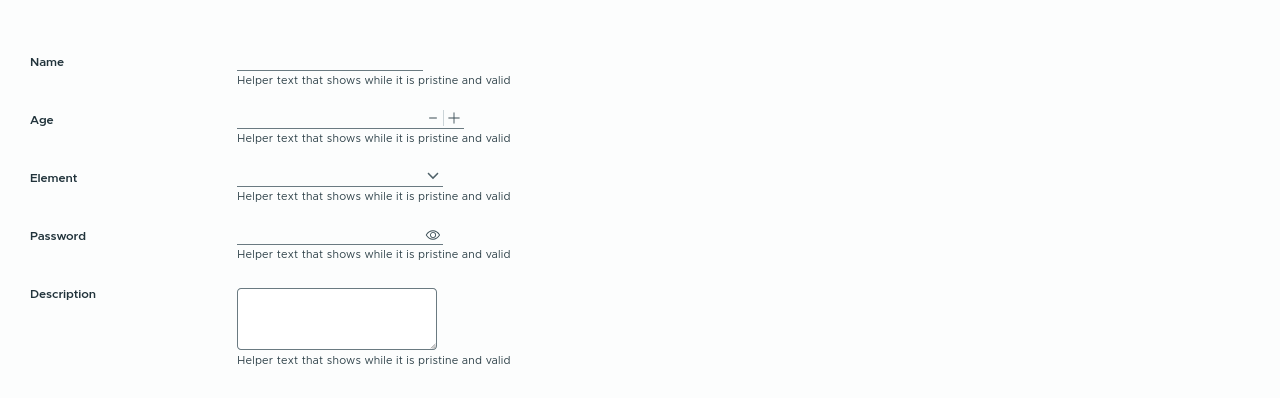 Name
Helper text that shows while it is pristine and valid
Age
Helper text that shows while it is pristine and valid
Element
Helper text that shows while it is pristine and valid
Password
Helper text that shows while it is pristine and valid
Description
Helper text that shows while it is pristine and valid